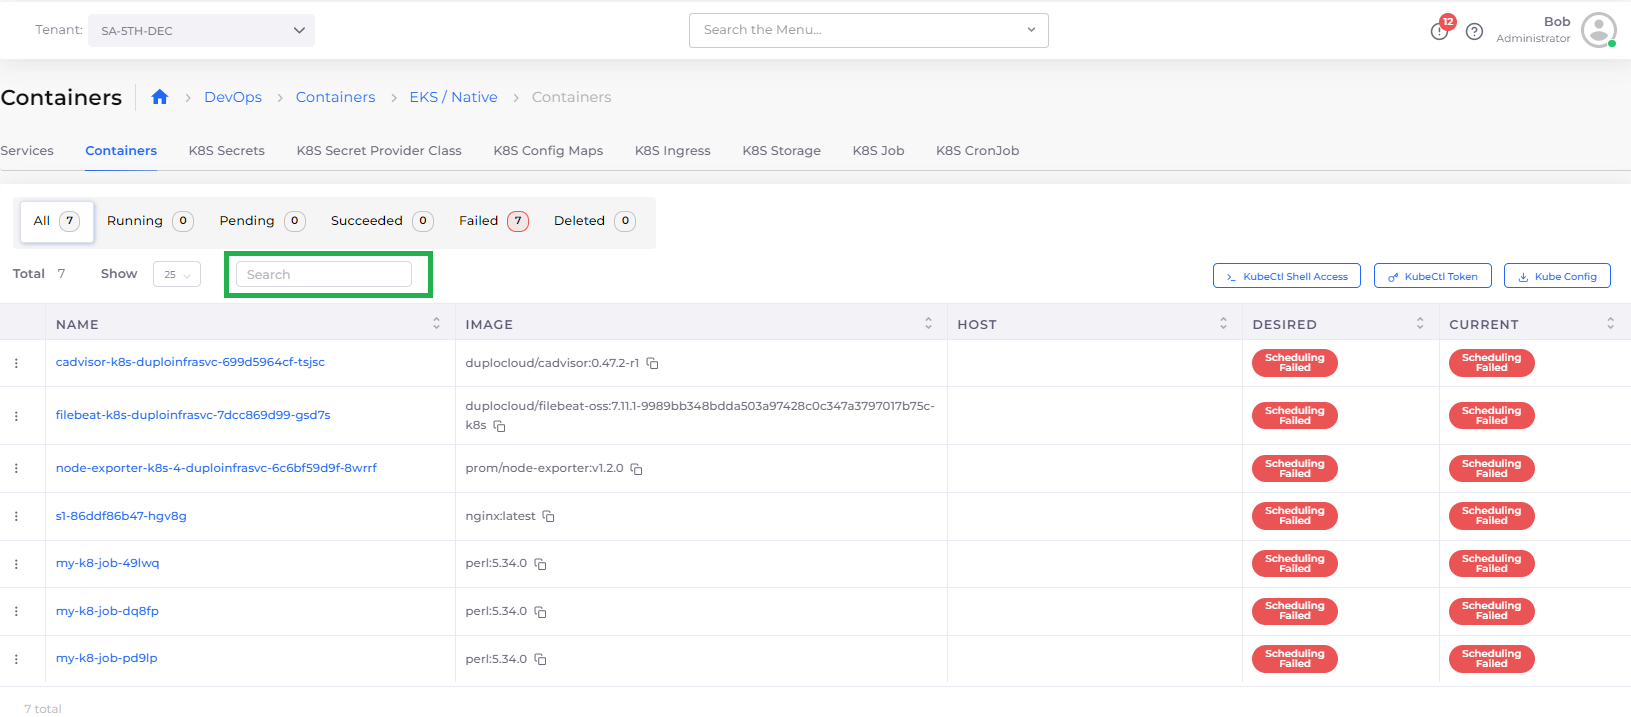 Tenant: SA-5TH-DEC Search the Menu... 12 Bob
Administrator
Containers DevOps Containers EKS / Native Containers
Services Containers K8S Secrets K8S Secret Provider Class K8S Config Maps K8S Ingress K8S Storage K8S Job K8S CronJob
All 7 Running 0 Pending 0 Succeeded 0 Failed 7 Deleted 0
Total 7 Show 25 Search KubeCtl Shell Access KubeCtl Token Kube Config
NAME IMAGE HOST DESIRED CURRENT
cadvisor-k8s-duploinfrasvc-699d5964cf-tsjsc duplocloud/cadvisor:0.47.2-r1 Scheduling Failed Scheduling Failed
filebeat-k8s-duploinfrasvc-7dcc869d99-gsd7s duplocloud/filebeat-oss:7.11.1-9989bb348bdda503a97428c0c347a3797017b75c-k8s Scheduling Failed Scheduling Failed
node-exporter-k8s-4-duploinfrasvc-6c6bf59d9f-8wrrf prom/node-exporter:v1.2.0 Scheduling Failed Scheduling Failed
s1-86ddf86b47-hgv8g nginx:latest Scheduling Failed Scheduling Failed
my-k8-job-49lwq perl:5.34.0 Scheduling Failed Scheduling Failed
my-k8-job-dq8fp perl:5.34.0 Scheduling Failed Scheduling Failed
my-k8-job-pd9lp perl:5.34.0 Scheduling Failed Scheduling Failed
7 total